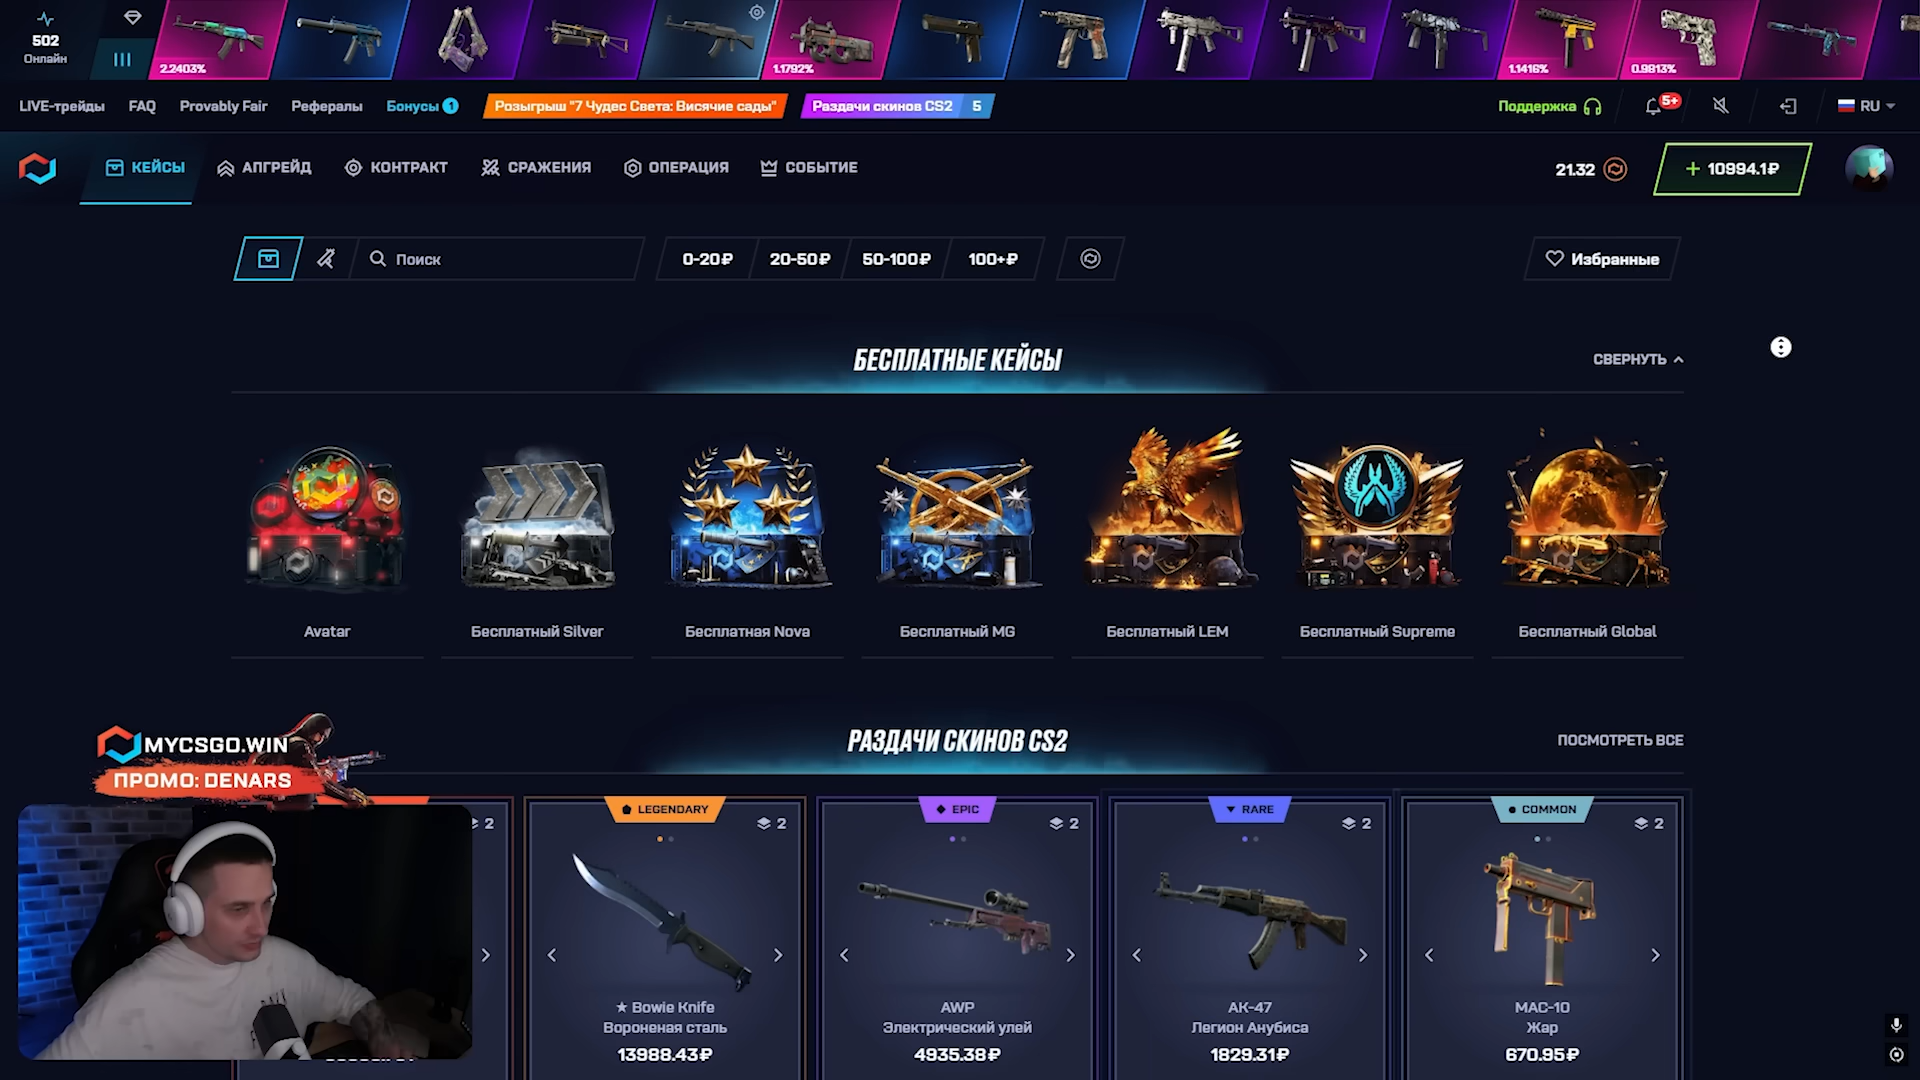 502
Онлайн
2.2403%
1.1792%
1.1416%
0.9813%
LIVE-трейды
FAQ
Provably Fair
Рефералы
Бонусы 1
Розыгрыш "7 Чудес Света: Висячие сады"
Раздачи скинов CS2 5
Поддержка
5+
RU
КЕЙСЫ
АПГРЕЙД
КОНТРАКТ
СРАЖЕНИЯ
ОПЕРАЦИЯ
СОБЫТИЕ
21.32
+ 10994.1₽
Поиск
0-20₽
20-50₽
50-100₽
100+₽
Избранные
БЕСПЛАТНЫЕ КЕЙСЫ
СВЕРНУТЬ
Avatar
Бесплатный Silver
Бесплатная Nova
Бесплатный MG
Бесплатный LEM
Бесплатный Supreme
Бесплатный Global
РАЗДАЧИ СКИНОВ CS2
ПОСМОТРЕТЬ ВСЕ
MYCSGO.WIN
ПРОМО: DENARS
2
LEGENDARY
2
★ Bowie Knife
Вороненая сталь
13988.43₽
EPIC
2
AWP
Электрический улей
4935.38₽
RARE
2
АК-47
Легион Анубиса
1829.31₽
COMMON
2
MAC-10
Жар
670.95₽